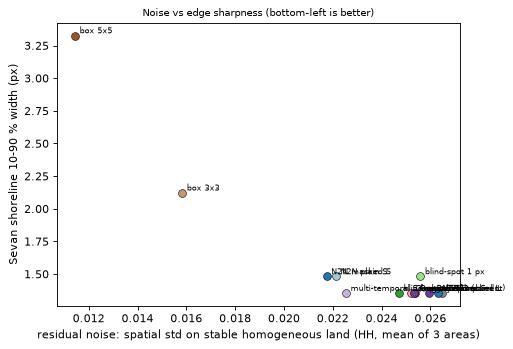 Noise vs edge sharpness (bottom-left is better)
Sevan shoreline 10-90 % width (px)
3.25
3.00
2.75
2.50
2.25
2.00
1.75
1.50
box 5x5
box 3x3
blind-spot 1 px
multi-temporal
0.012
0.014
0.016
0.018
0.020
0.022
0.024
0.026
residual noise: spatial std on stable homogeneous land (HH, mean of 3 areas)